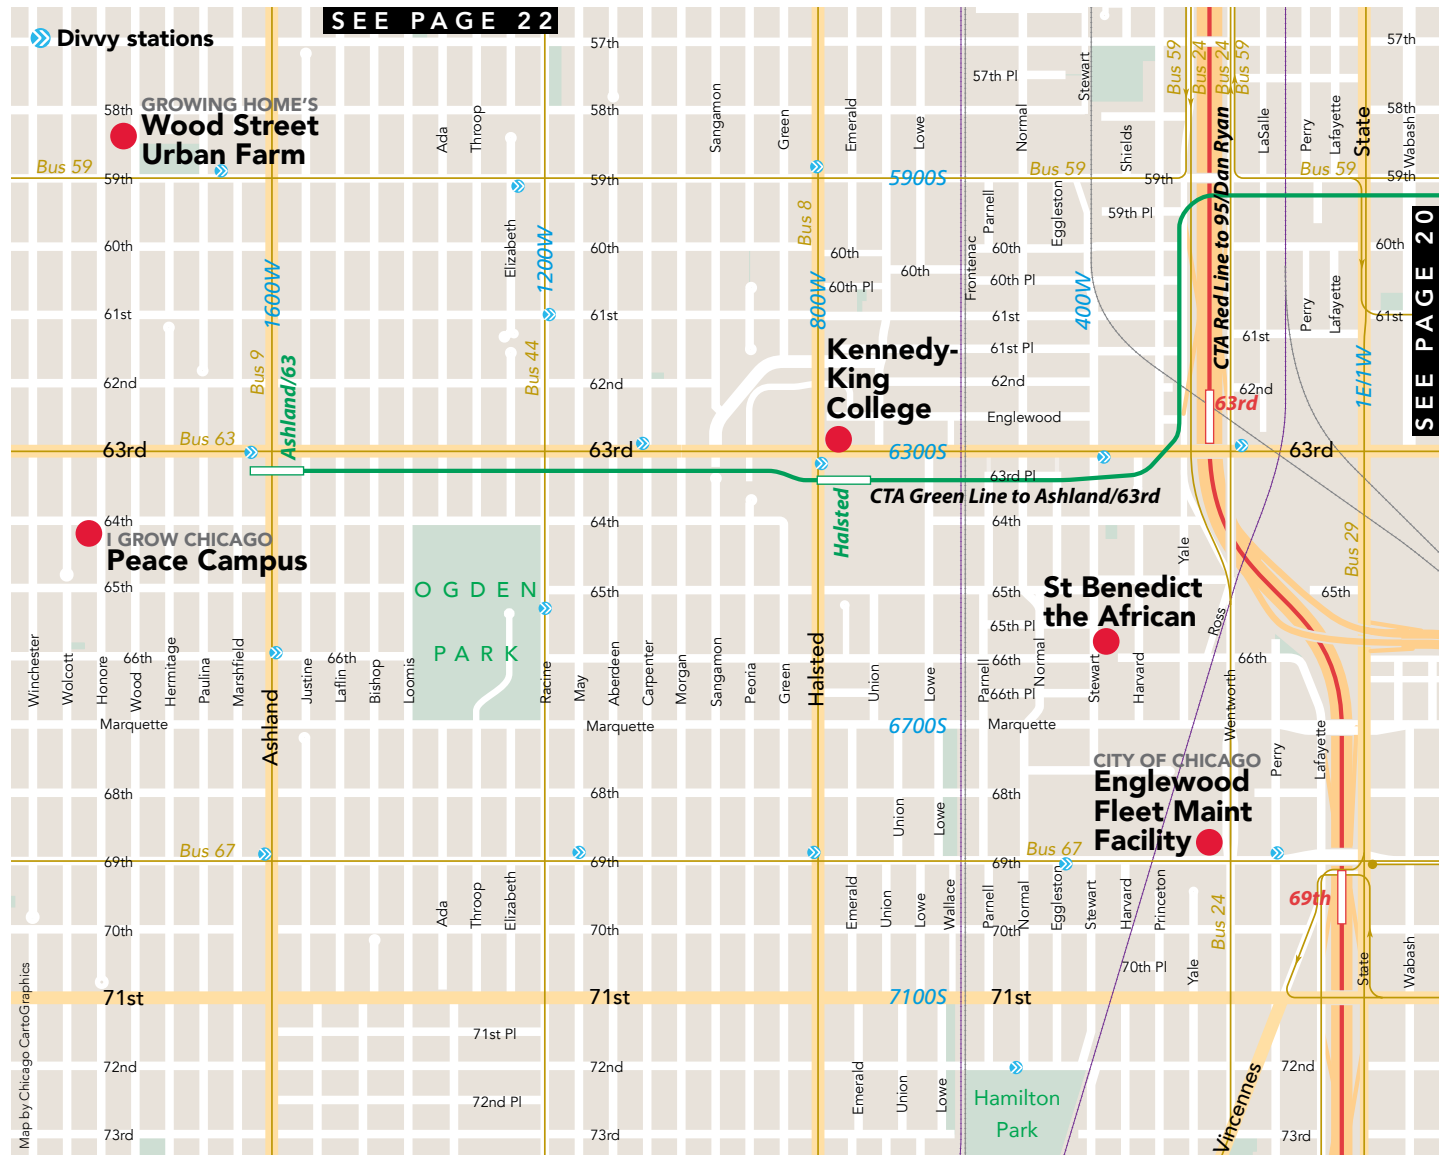 SEE PAGE 22
Divvy stations
57th
57th
57th Pl
Stewart
Bus 59
Bus 24
Bus 24
Bus 59
58th
GROWING HOME'S
Wood Street
Urban Farm
58th
58th
Ada
Throop
Sangamon
Green
Emerald
Lowe
Normal
Shields
LaSalle
Perry
Lafayette
State
Wabash
Bus 59
59th
59th
5900S
Bus 59
59th
Bus 59
59th
CTA Red Line to 95/Dan Ryan
SEE PAGE 20
Parnell
Eggleston
59th Pl
Bus 8
60th
Elizabeth
1200W
60th
60th
60th
60th
60th
Frontenac
60th Pl
60th Pl
1600W
800W
400W
Perry
Lafayette
61st
61st
61st
61st
61st
61st Pl
Bus 9
Ashland/63
Bus 44
Kennedy-
King
College
1E/1W
62nd
62nd
62nd
62nd
63rd
Englewood
Bus 63
63rd
63rd
6300S
63rd
63rd Pl
CTA Green Line to Ashland/63rd
Halsted
64th
64th
64th
I GROW CHICAGO
Peace Campus
Yale
Bus 29
65th
OGDEN
PARK
65th
65th
65th
St Benedict
the African
65th Pl
Ross
Winchester
Wolcott
Honore
66th
Wood
Hermitage
Paulina
Marshfield
Ashland
Justine
66th
Laflin
Bishop
Loomis
Racine
May
Aberdeen
Carpenter
Morgan
Sangamon
Peoria
Green
Halsted
Union
Lowe
Parnell
66th
Normal
66th Pl
Stewart
Harvard
66th
Wentworth
Marquette
Marquette
6700S
Marquette
Perry
Lafayette
CITY OF CHICAGO
Englewood
Fleet Maint
Facility
68th
68th
68th
Union
Lowe
Bus 67
69th
69th
Bus 67
69th
69th
Ada
Throop
Elizabeth
Emerald
Union
Lowe
Wallace
Parnell
Normal
Eggleston
Stewart
Harvard
Princeton
Bus 24
70th
70th
70th
70th Pl
Yale
State
Wabash
71st
71st
7100S
71st
71st Pl
72nd
72nd
72nd
72nd Pl
Emerald
Union
Lowe
Hamilton
Park
Vincennes
73rd
73rd
73rd
Map by Chicago CartoGraphics